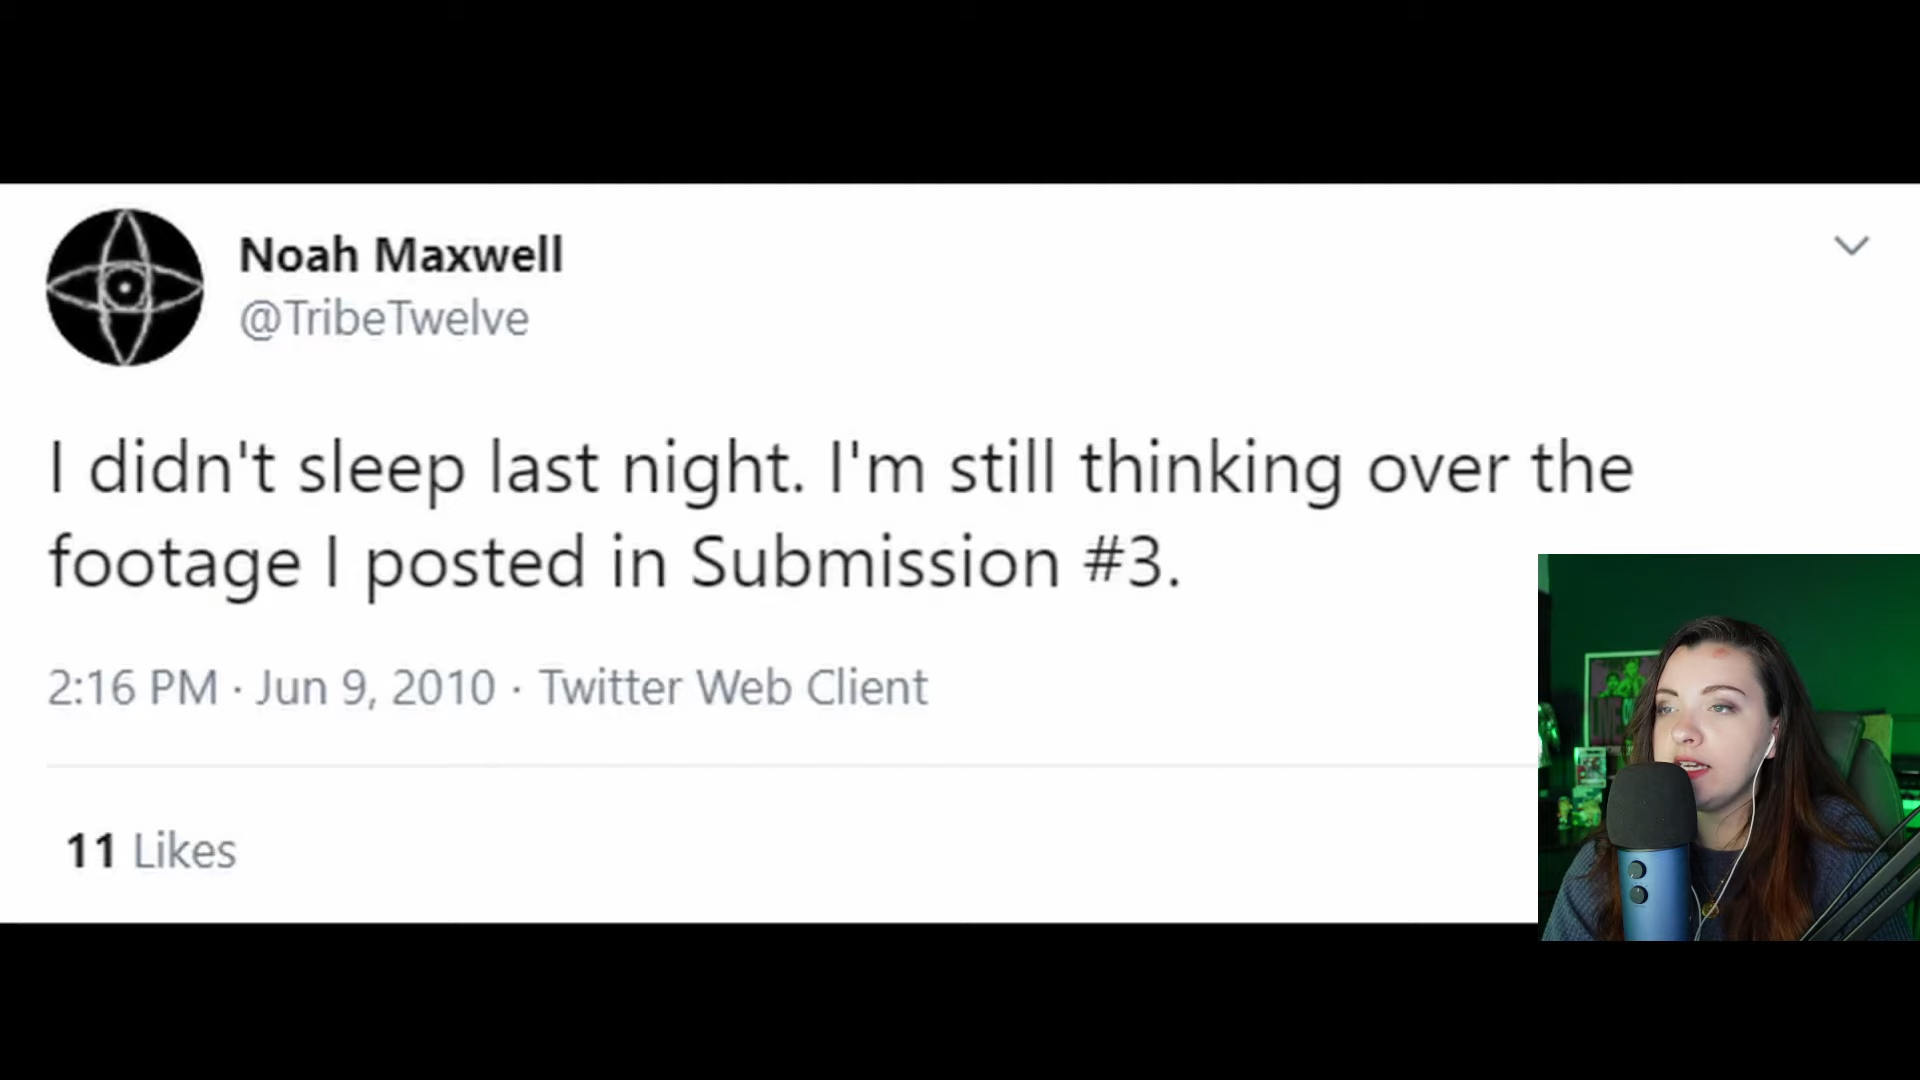 Noah Maxwell
@TribeTwelve
I didn't sleep last night. I'm still thinking over the
footage I posted in Submission #3.
2:16 PM · Jun 9, 2010 · Twitter Web Client
11 Likes